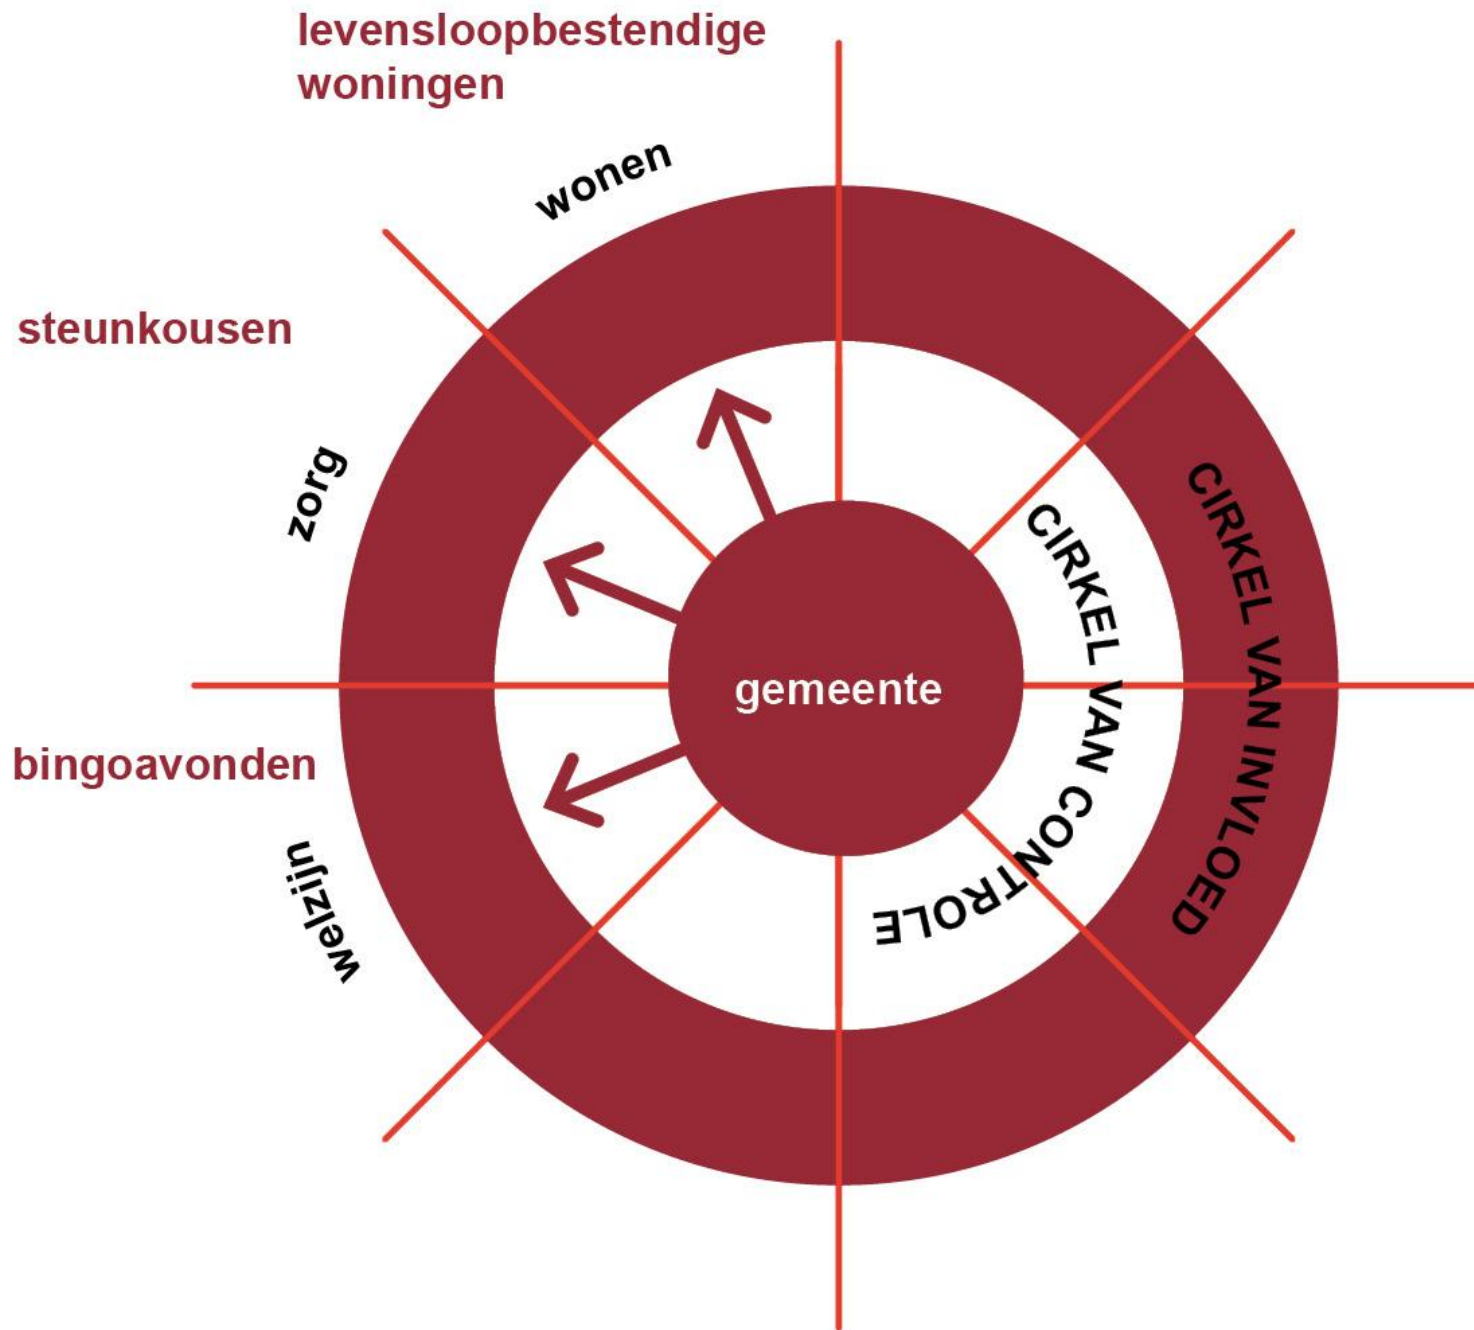 levensloopbestendige
woningen
wonen
steunkousen
zorg
CIRKEL VAN CONTROLE
CIRKEL VAN INVLOED
gemeente
bingoavonden
welzijn